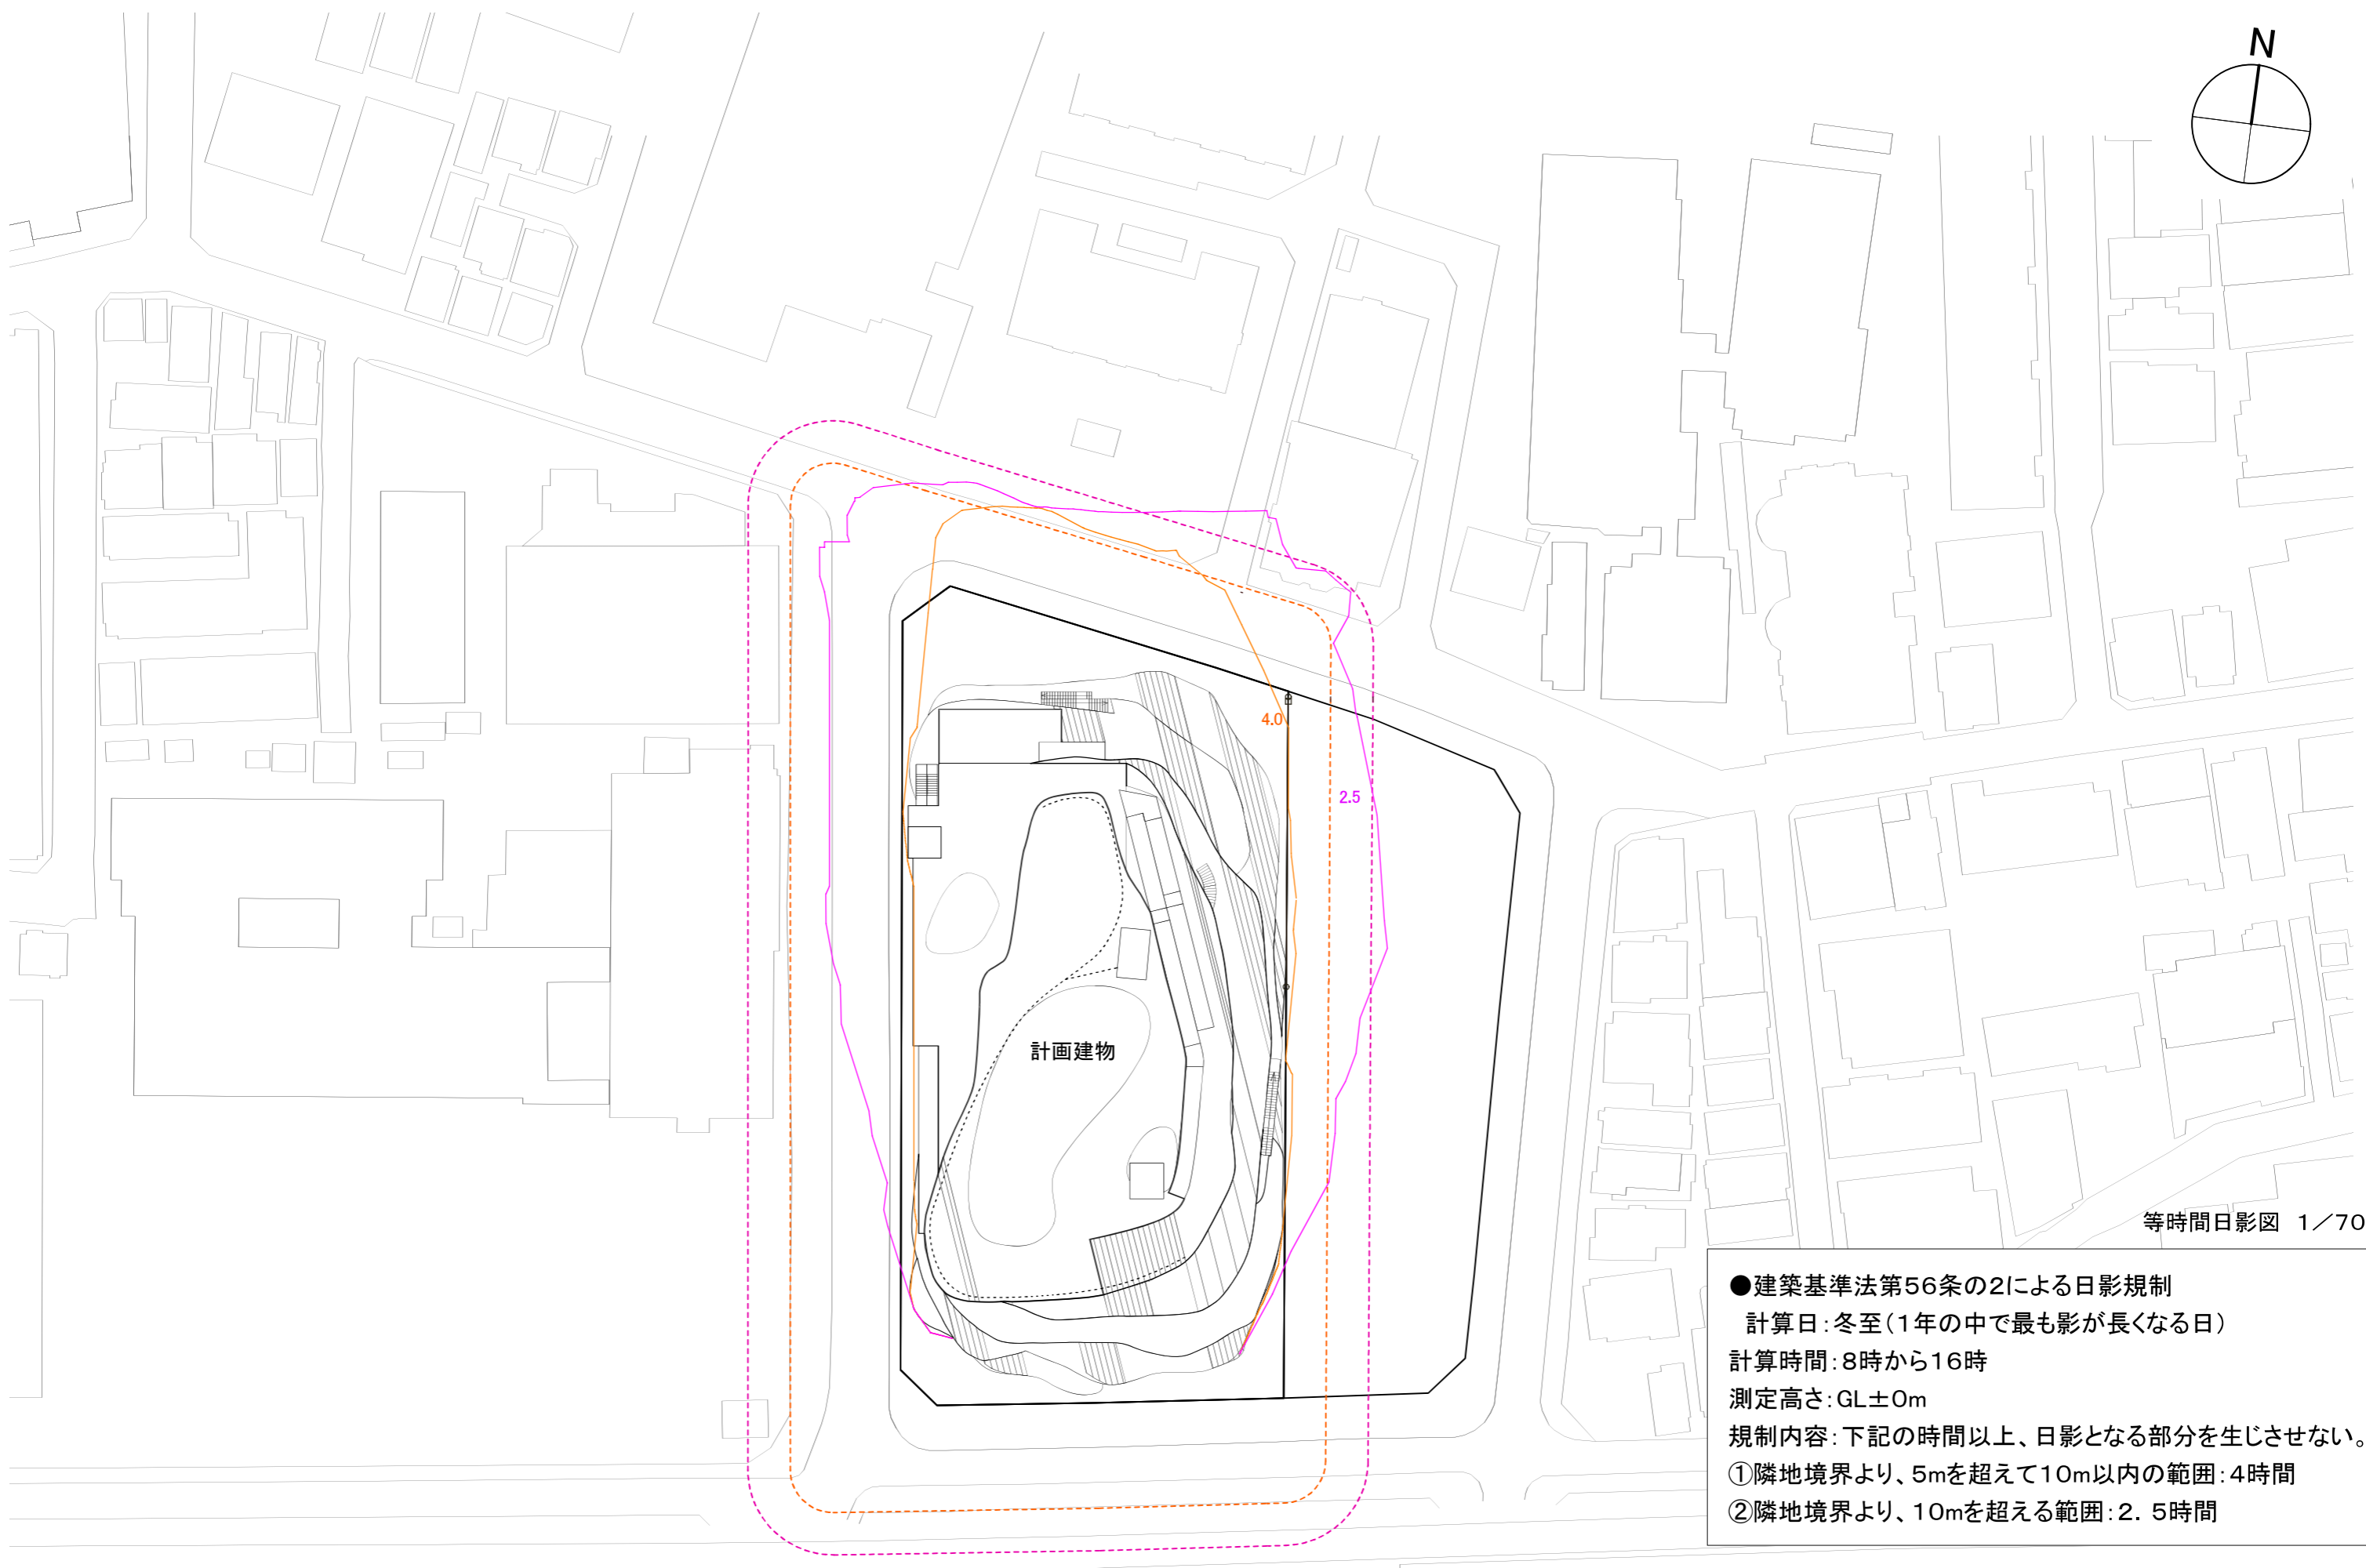 N
4.0
2.5
計画建物
等時間日影図 1／70
●建築基準法第56条の2による日影規制
計算日：冬至（1年の中で最も影が長くなる日）
計算時間：8時から16時
測定高さ：GL±0m
規制内容：下記の時間以上、日影となる部分を生じさせない。
①隣地境界より、5mを超えて10m以内の範囲：4時間
②隣地境界より、10mを超える範囲：2．5時間